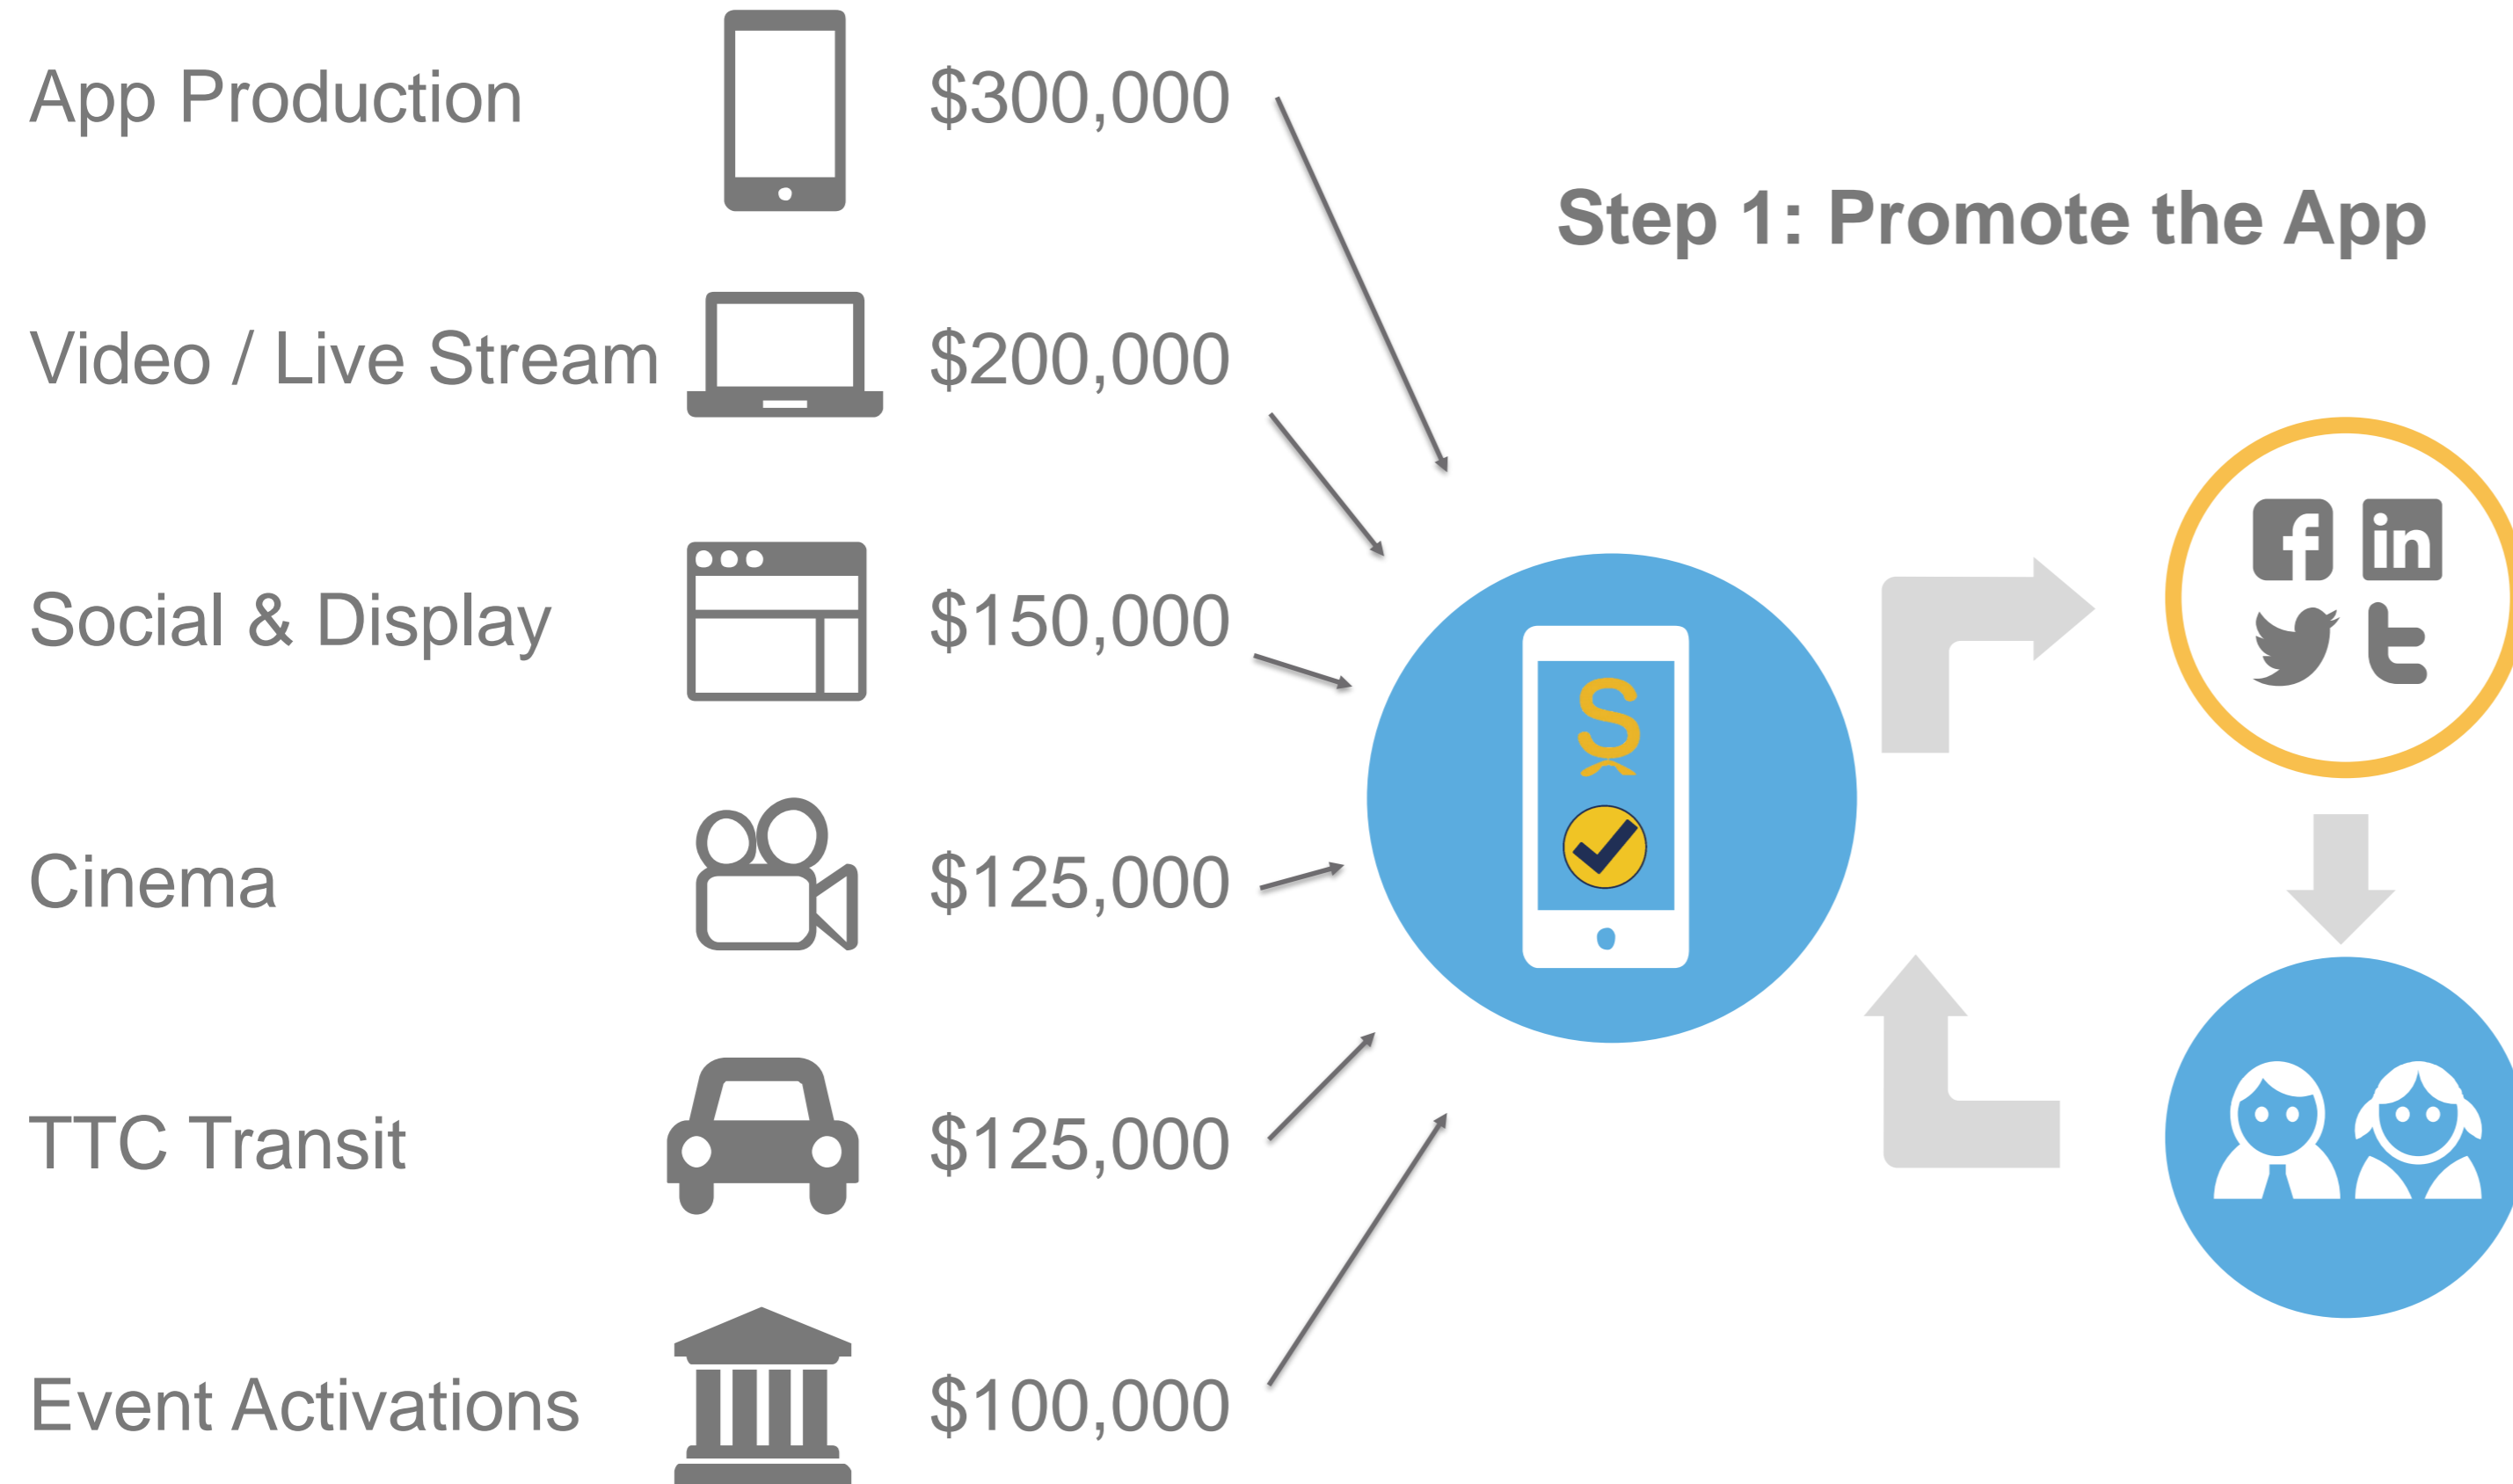 App Production $300,000
Step 1: Promote the App
Video / Live Stream $200,000
Social & Display $150,000
Cinema $125,000
TTC Transit $125,000
Event Activations $100,000